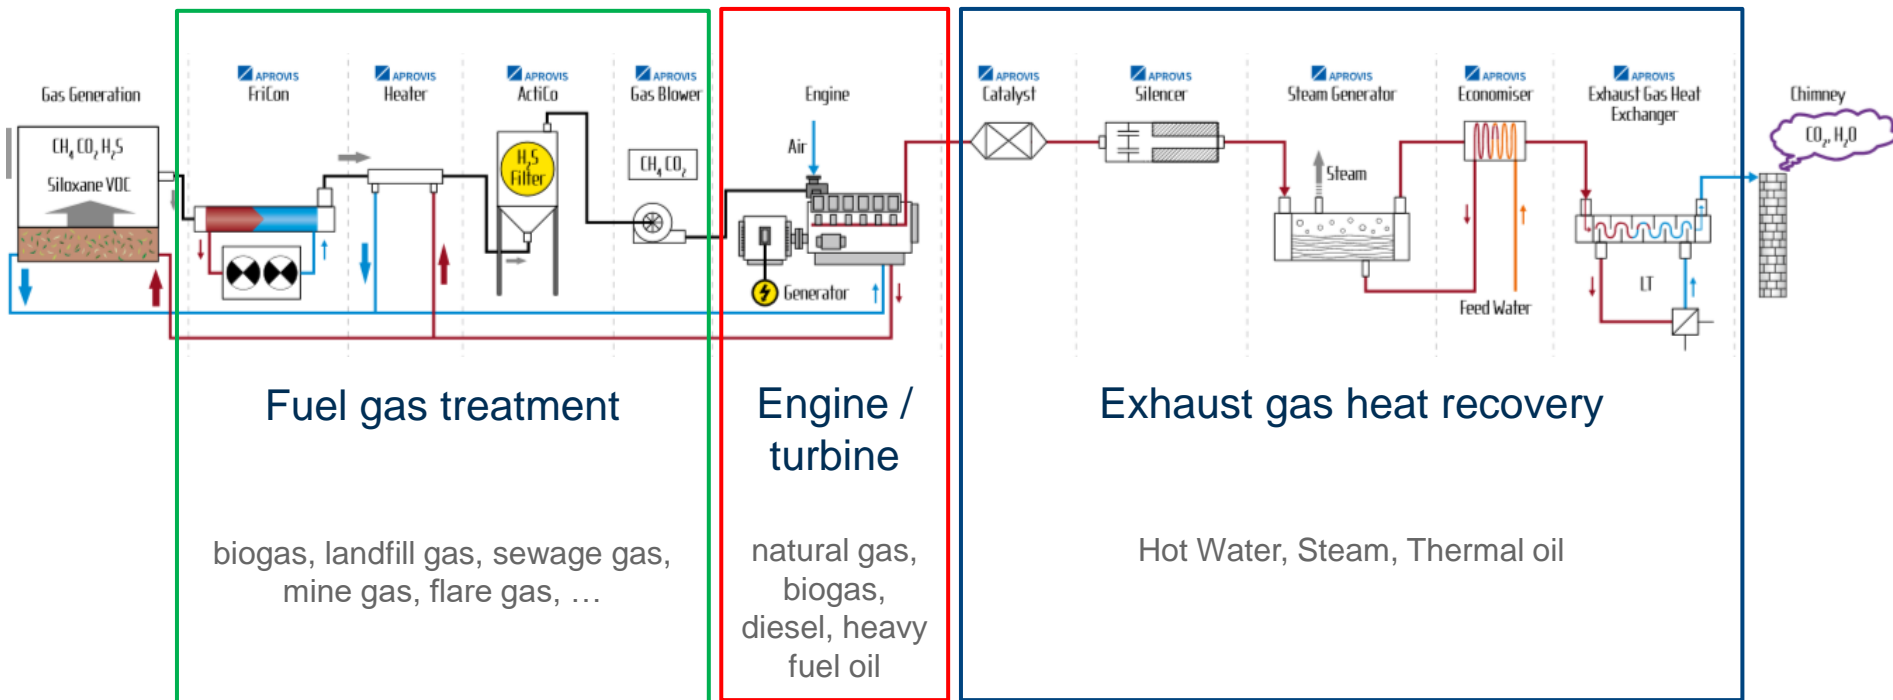 Gas Generation
CH4 CO2 H2S
Siloxane VOC
APROVIS
FriCon
APROVIS
Heater
APROVIS
ActiCo
H2S
Filter
APROVIS
Gas Blower
CH4 CO2
Engine
Air
Generator
APROVIS
Catalyst
APROVIS
Silencer
APROVIS
Steam Generator
Steam
APROVIS
Economiser
Feed Water
APROVIS
Exhaust Gas Heat
Exchanger
LT
Chimney
CO2, H2O
Fuel gas treatment
biogas, landfill gas, sewage gas,
mine gas, flare gas, …
Engine /
turbine
natural gas,
biogas,
diesel, heavy
fuel oil
Exhaust gas heat recovery
Hot Water, Steam, Thermal oil